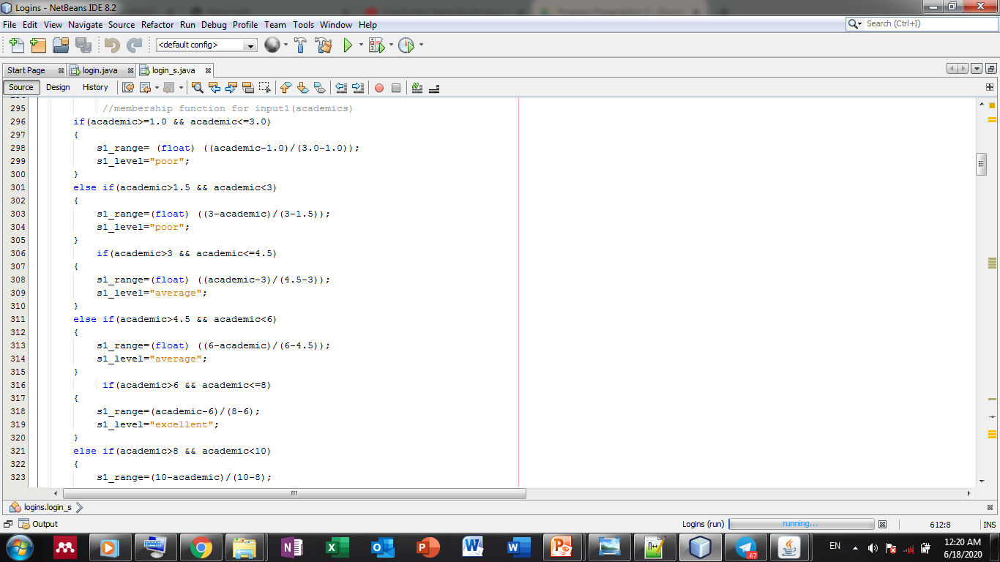 Logins - NetBeans IDE 8.2
File Edit View Navigate Source Refactor Run Debug Profile Team Tools Window Help
Search (Ctrl+I)
<default config>
Start Page login.java login_s.java
Source Design History
295 //membership function for input1(academics)
296 if(academic>=1.0 && academic<=3.0)
297 {
298 s1_range= (float) ((academic-1.0)/(3.0-1.0));
299 s1_level="poor";
300 }
301 else if(academic>1.5 && academic<3)
302 {
303 s1_range=(float) ((3-academic)/(3-1.5));
304 s1_level="poor";
305 }
306 if(academic>3 && academic<=4.5)
307 {
308 s1_range=(float) ((academic-3)/(4.5-3));
309 s1_level="average";
310 }
311 else if(academic>4.5 && academic<6)
312 {
313 s1_range=(float) ((6-academic)/(6-4.5));
314 s1_level="average";
315 }
316 if(academic>6 && academic<=8)
317 {
318 s1_range=(academic-6)/(8-6);
319 s1_level="excellent";
320 }
321 else if(academic>8 && academic<10)
322 {
323 s1_range=(10-academic)/(10-8);
logins.login_s
Output
Logins (run) running...
612:8 INS
EN
12:20 AM
6/18/2020